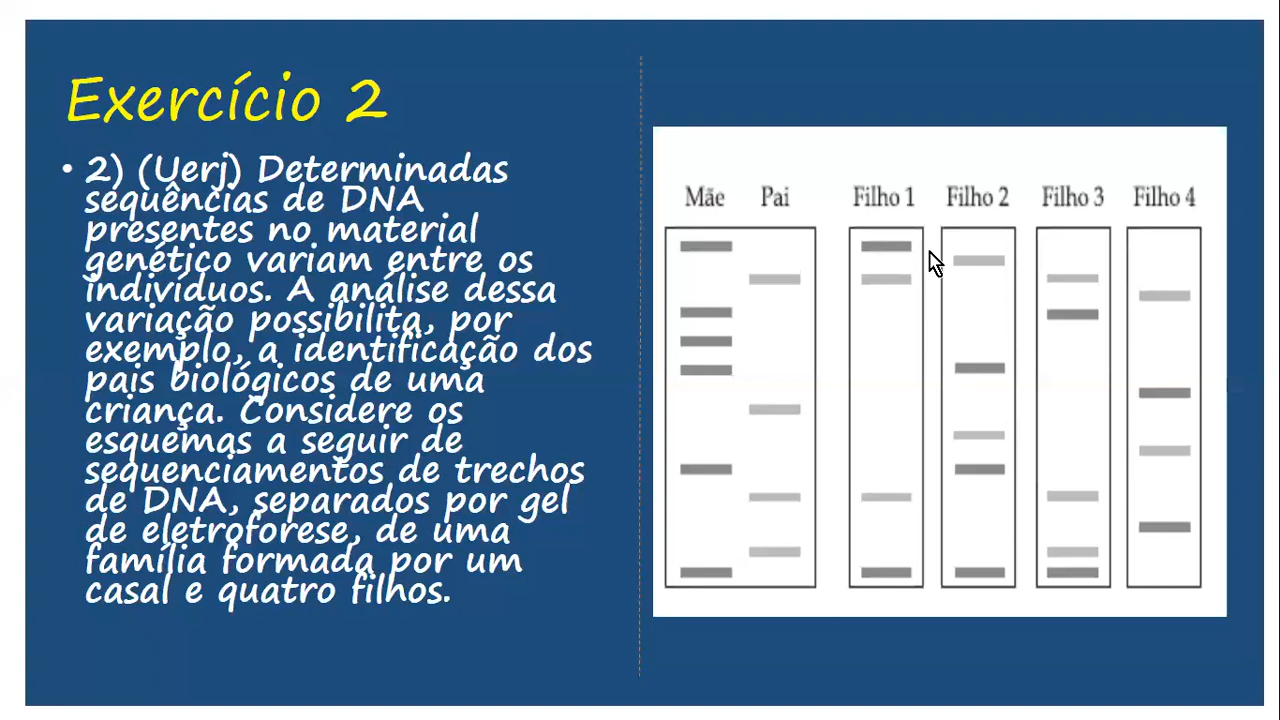 Exercício 2
• 2) (Uerj) Determinadas
sequências de DNA
presentes no material
genético variam entre os
indivíduos. A análise dessa
variação possibilita, por
exemplo, a identificação dos
pais biológicos de uma
criança. Considere os
esquemas a seguir de
sequenciamentos de trechos
de DNA, separados por gel
de eletroforese, de uma
família formada por um
casal e quatro filhos.
Mãe Pai Filho 1 Filho 2 Filho 3 Filho 4